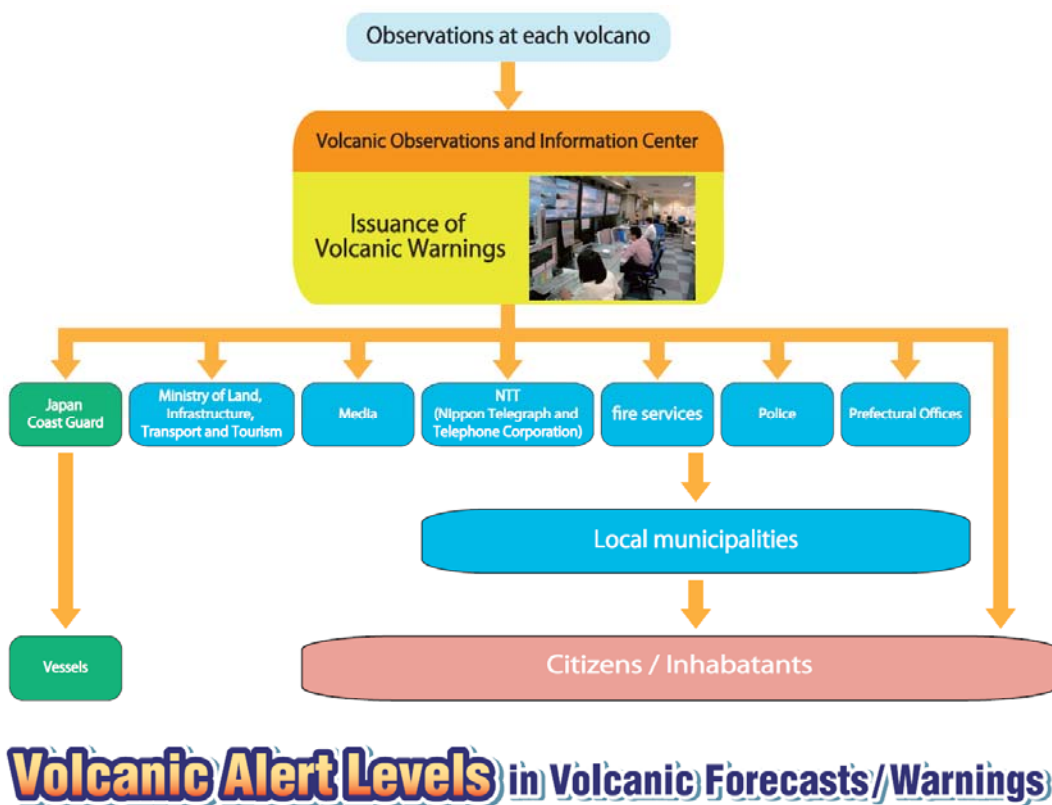 Observations at each volcano
Volcanic Observations and Information Center
Issuance of
Volcanic Warnings
Japan
Coast Guard
Ministry of Land,
Infrastructure,
Transport and Tourism
Media
NTT
(Nippon Telegraph and
Telephone Corporation)
fire services
Police
Prefectural Offices
Local municipalities
Vessels
Citizens / Inhabatants
Volcanic Alert Levels in Volcanic Forecasts/Warnings